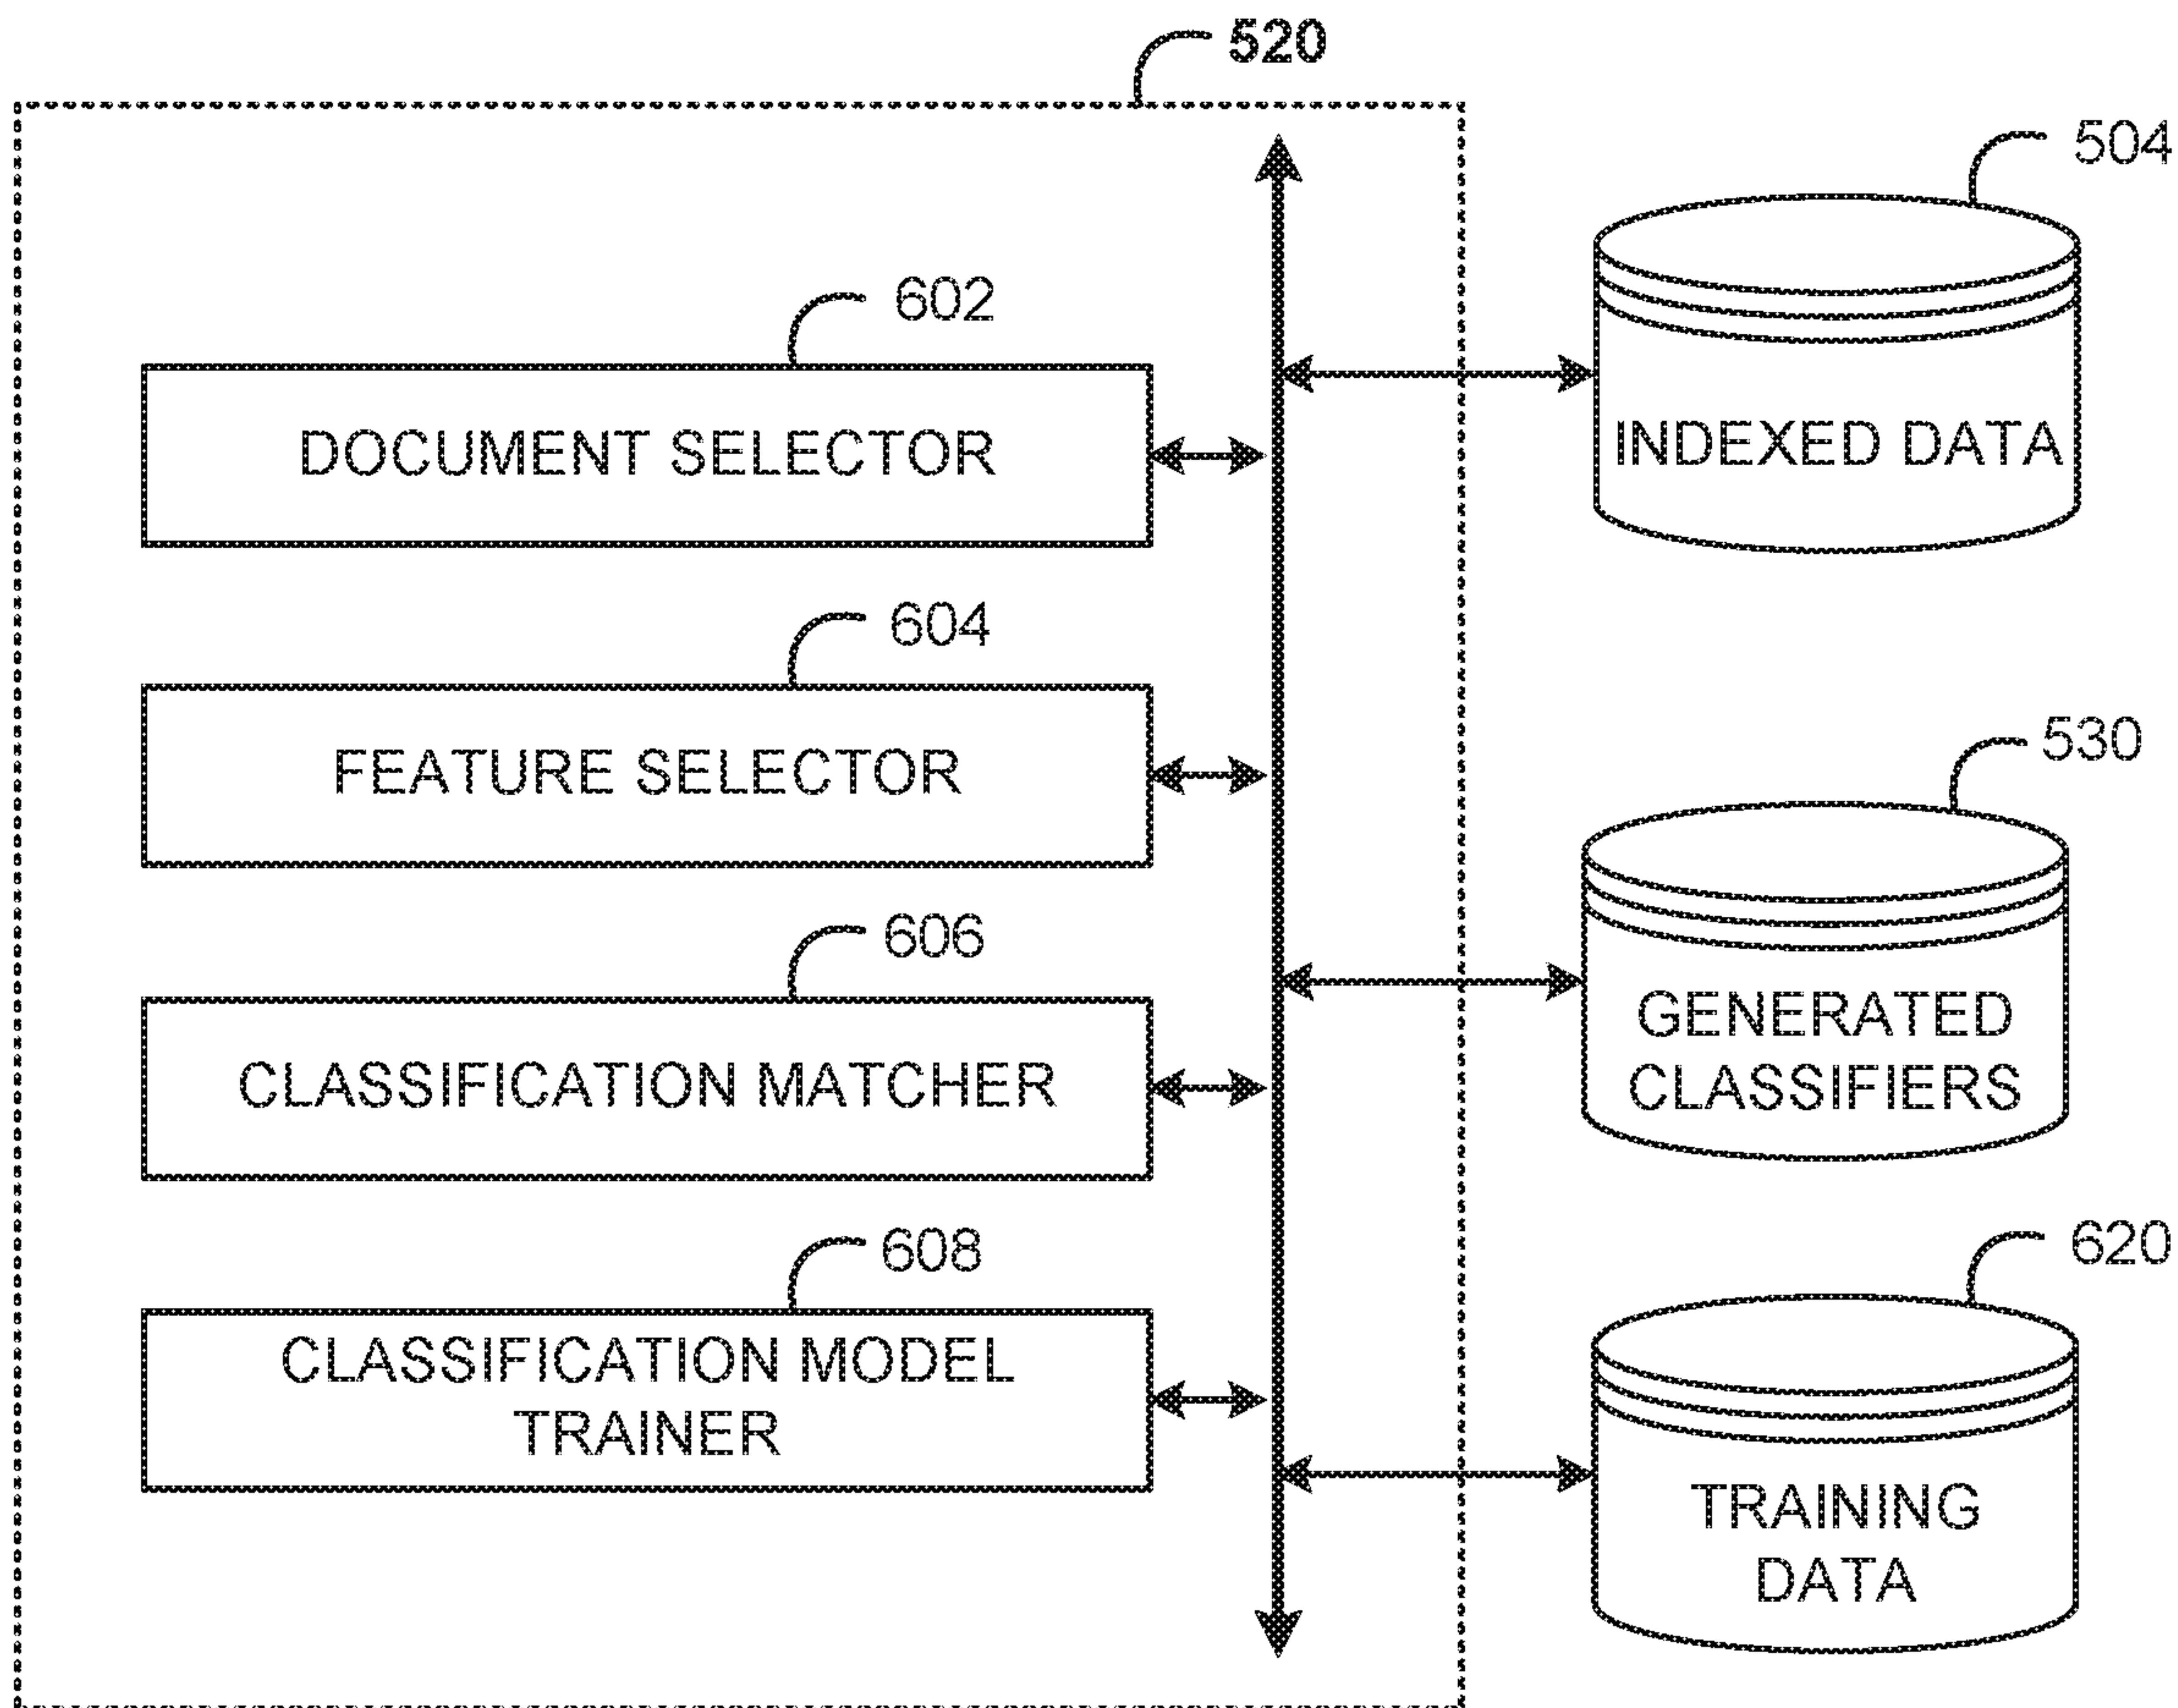 520
504
602
DOCUMENT SELECTOR
INDEXED DATA
604
FEATURE SELECTOR
530
606
CLASSIFICATION MATCHER
GENERATED
CLASSIFIERS
608
CLASSIFICATION MODEL
TRAINER
620
TRAINING
DATA